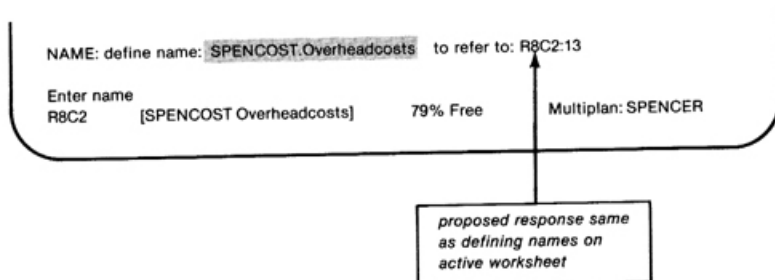 NAME: define name: SPENCOST.Overheadcosts to refer to: R8C2:13
Enter name
R8C2 [SPENCOST Overheadcosts] 79% Free Multiplan: SPENCER
proposed response same
as defining names on
active worksheet